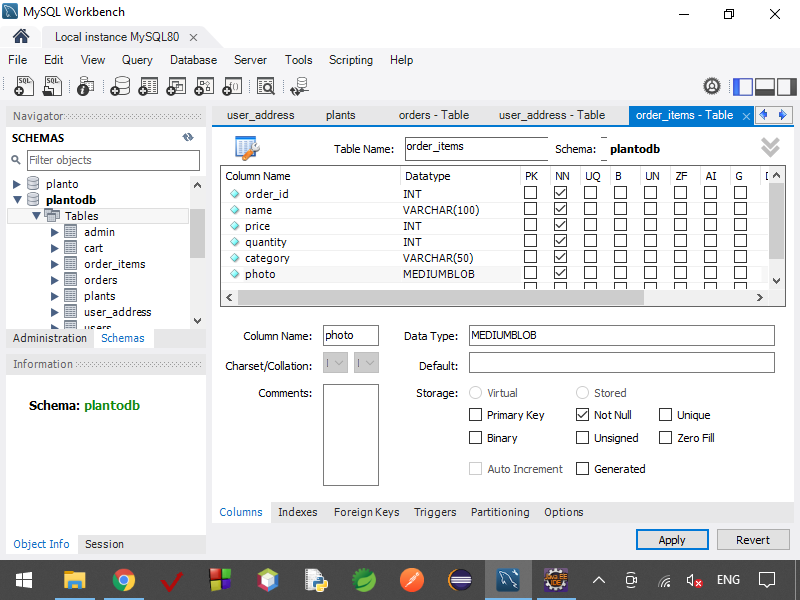 MySQL Workbench
Local instance MySQL80
File Edit View Query Database Server Tools Scripting Help
SQL SQL
Navigator
SCHEMAS
Filter objects
planto
plantodb
Tables
admin
cart
order_items
orders
plants
user_address
users
Administration Schemas
Information
Schema: plantodb
Object Info Session
user_address plants orders - Table user_address - Table order_items - Table
Table Name: order_items Schema: plantodb
Column Name Datatype PK NN UQ B UN ZF AI G
order_id INT
name VARCHAR(100)
price INT
quantity INT
category VARCHAR(50)
photo MEDIUMBLOB
Column Name: photo Data Type: MEDIUMBLOB
Charset/Collation: Default:
Comments: Storage: Virtual Stored
Primary Key Not Null Unique
Binary Unsigned Zero Fill
Auto Increment Generated
Columns Indexes Foreign Keys Triggers Partitioning Options
Apply Revert
ENG